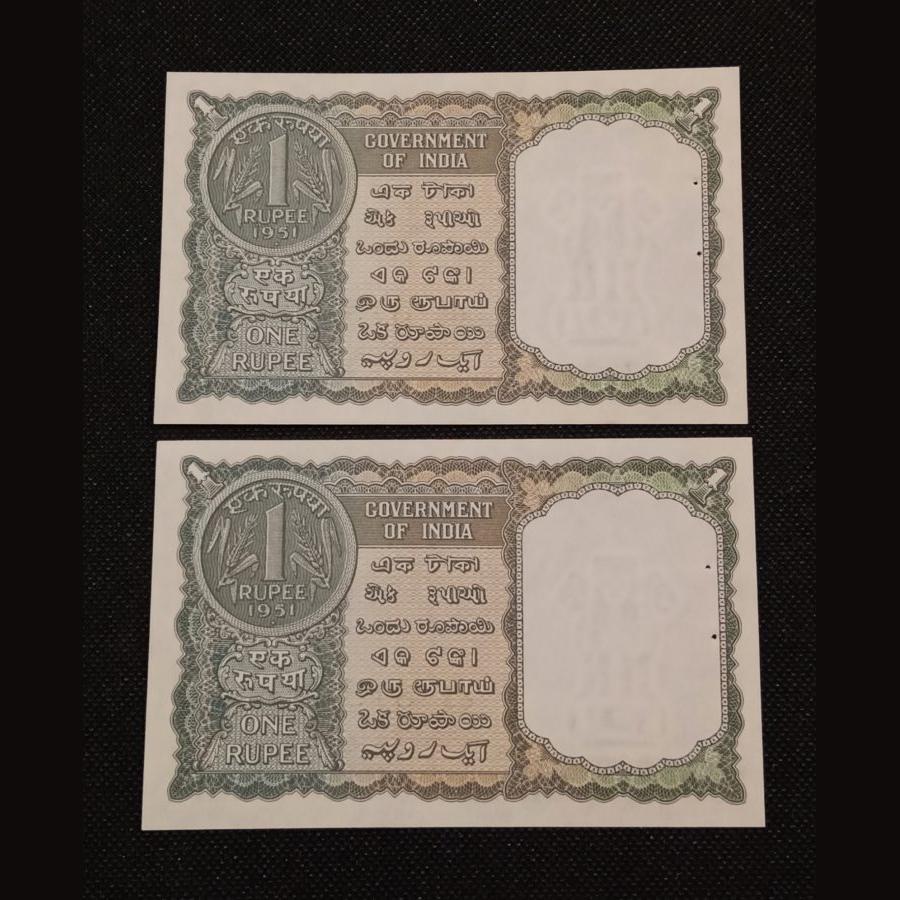 1
1
एक रुपया
1
RUPEE
1951
एक
रुपया
ONE
RUPEE
GOVERNMENT
OF INDIA
এক টাকা
એક રૂપીઓ
ಒಂದು ರೂಪಾಯಿ
ଏକ ଟଙ୍କା
ஒரு ரூபாய்
ఒక రూపాయి
ایک روپیہ
1
1
एक रुपया
1
RUPEE
1951
एक
रुपया
ONE
RUPEE
GOVERNMENT
OF INDIA
এক টাকা
એક રૂપીઓ
ಒಂದು ರೂಪಾಯಿ
ଏକ ଟଙ୍କା
ஒரு ரூபாய்
ఒక రూపాయి
ایک روپیہ